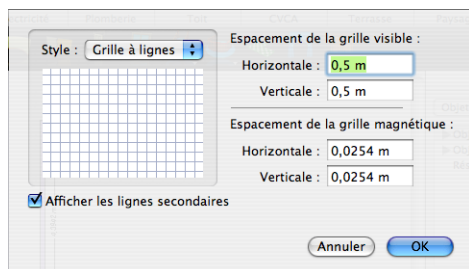 Style : Grille à lignes
Espacement de la grille visible :
Horizontale : 0,5 m
Verticale : 0,5 m
Espacement de la grille magnétique :
Horizontale : 0,0254 m
Verticale : 0,0254 m
Afficher les lignes secondaires
Annuler
OK